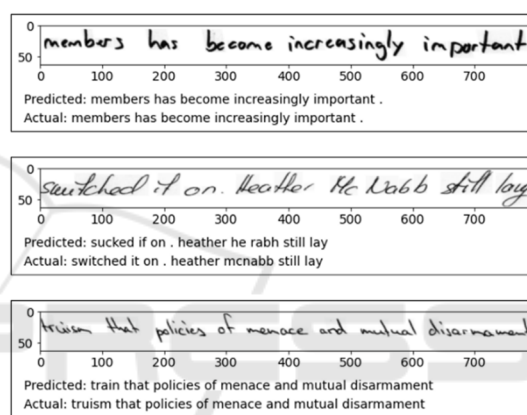 0
50
members has become increasingly important
0 100 200 300 400 500 600 700
Predicted: members has become increasingly important .
Actual: members has become increasingly important .
0
50
switched it on. Heather Mc Nabb still lay
0 100 200 300 400 500 600 700
Predicted: sucked if on . heather he rabh still lay
Actual: switched it on . heather mcnabb still lay
0
50
truism that policies of menace and mutual disarmament
0 100 200 300 400 500 600 700
Predicted: train that policies of menace and mutual disarmament
Actual: truism that policies of menace and mutual disarmament